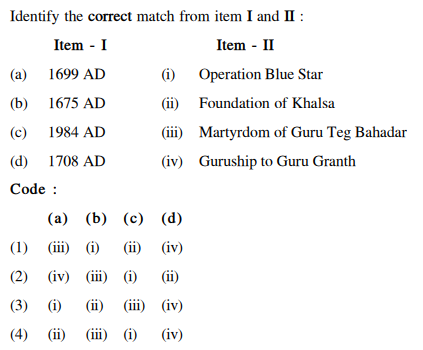 Identify the correct match from item I and II :
Item - I Item - II
(a) 1699 AD (i) Operation Blue Star
(b) 1675 AD (ii) Foundation of Khalsa
(c) 1984 AD (iii) Martyrdom of Guru Teg Bahadar
(d) 1708 AD (iv) Guruship to Guru Granth
Code :
(a) (b) (c) (d)
(1) (iii) (i) (ii) (iv)
(2) (iv) (iii) (i) (ii)
(3) (i) (ii) (iii) (iv)
(4) (ii) (iii) (i) (iv)